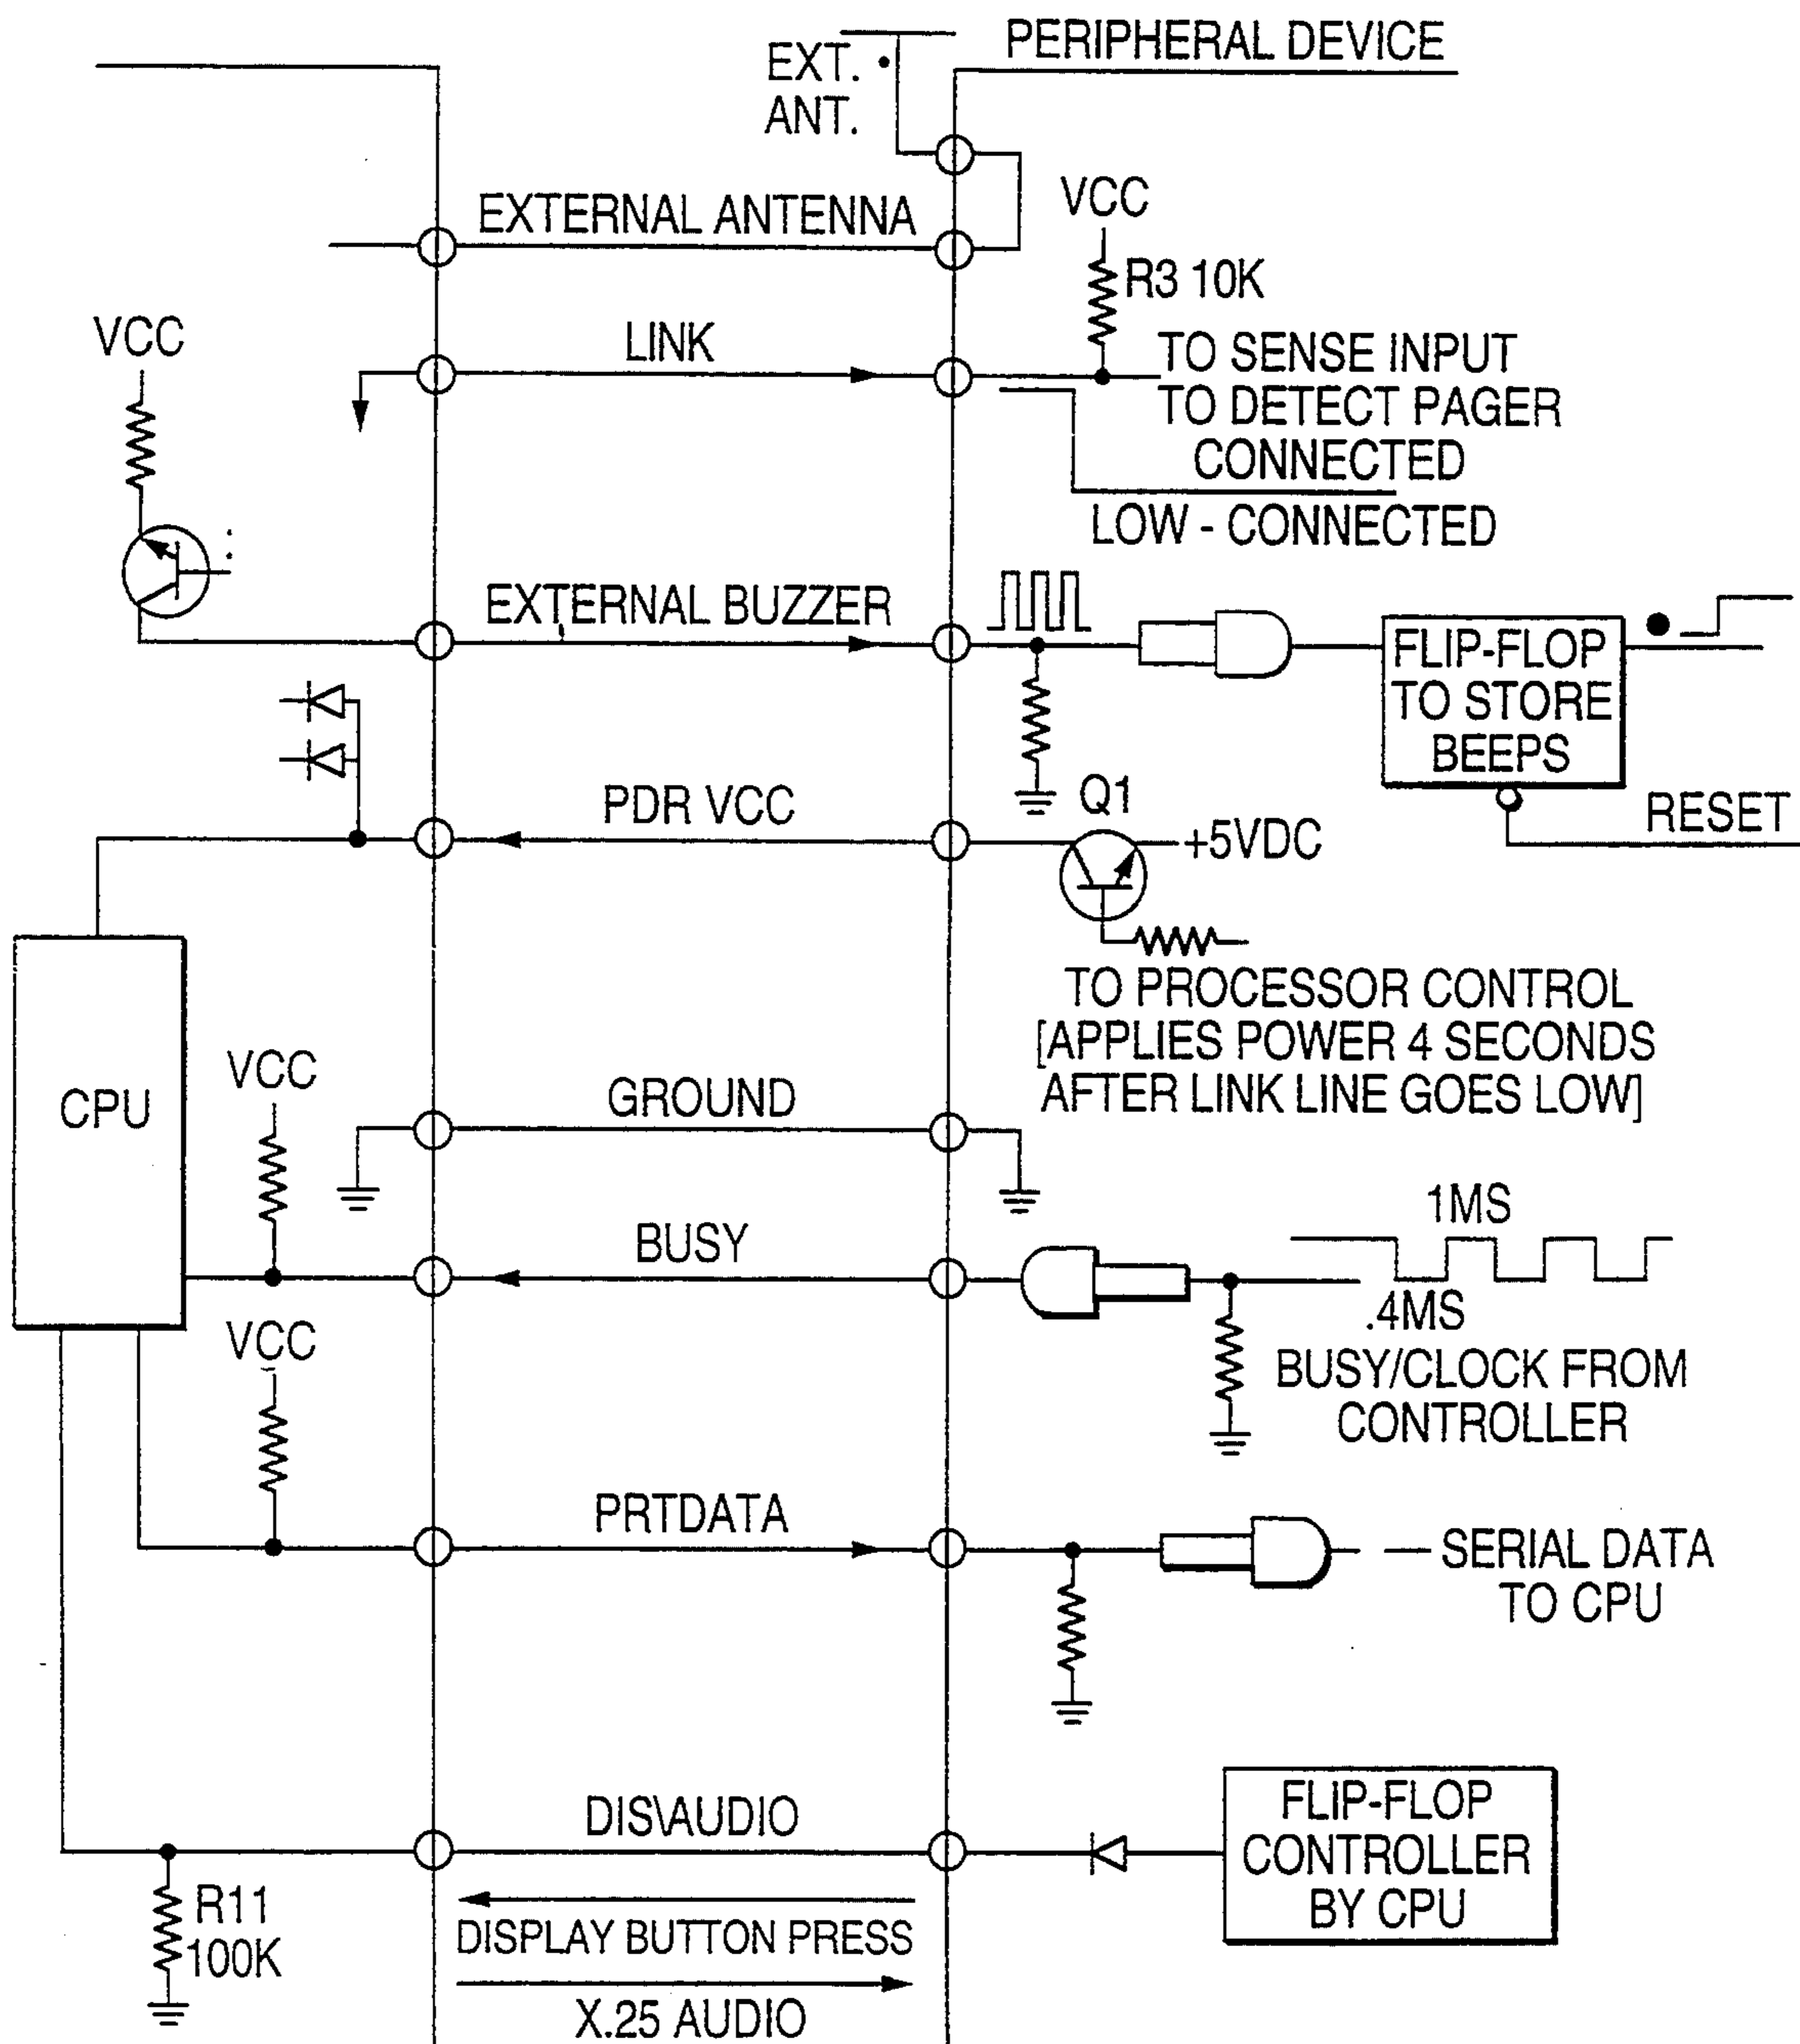 PERIPHERAL DEVICE
EXT.
ANT.
EXTERNAL ANTENNA
VCC
R3 10K
VCC
LINK
TO SENSE INPUT
TO DETECT PAGER
CONNECTED
LOW - CONNECTED
EXTERNAL BUZZER
FLIP-FLOP
TO STORE
BEEPS
RESET
PDR VCC
Q1
+5VDC
TO PROCESSOR CONTROL
[APPLIES POWER 4 SECONDS
AFTER LINK LINE GOES LOW]
CPU
VCC
GROUND
BUSY
1MS
.4MS
BUSY/CLOCK FROM
CONTROLLER
VCC
PRTDATA
SERIAL DATA
TO CPU
DIS\AUDIO
FLIP-FLOP
CONTROLLER
BY CPU
R11
100K
DISPLAY BUTTON PRESS
X.25 AUDIO